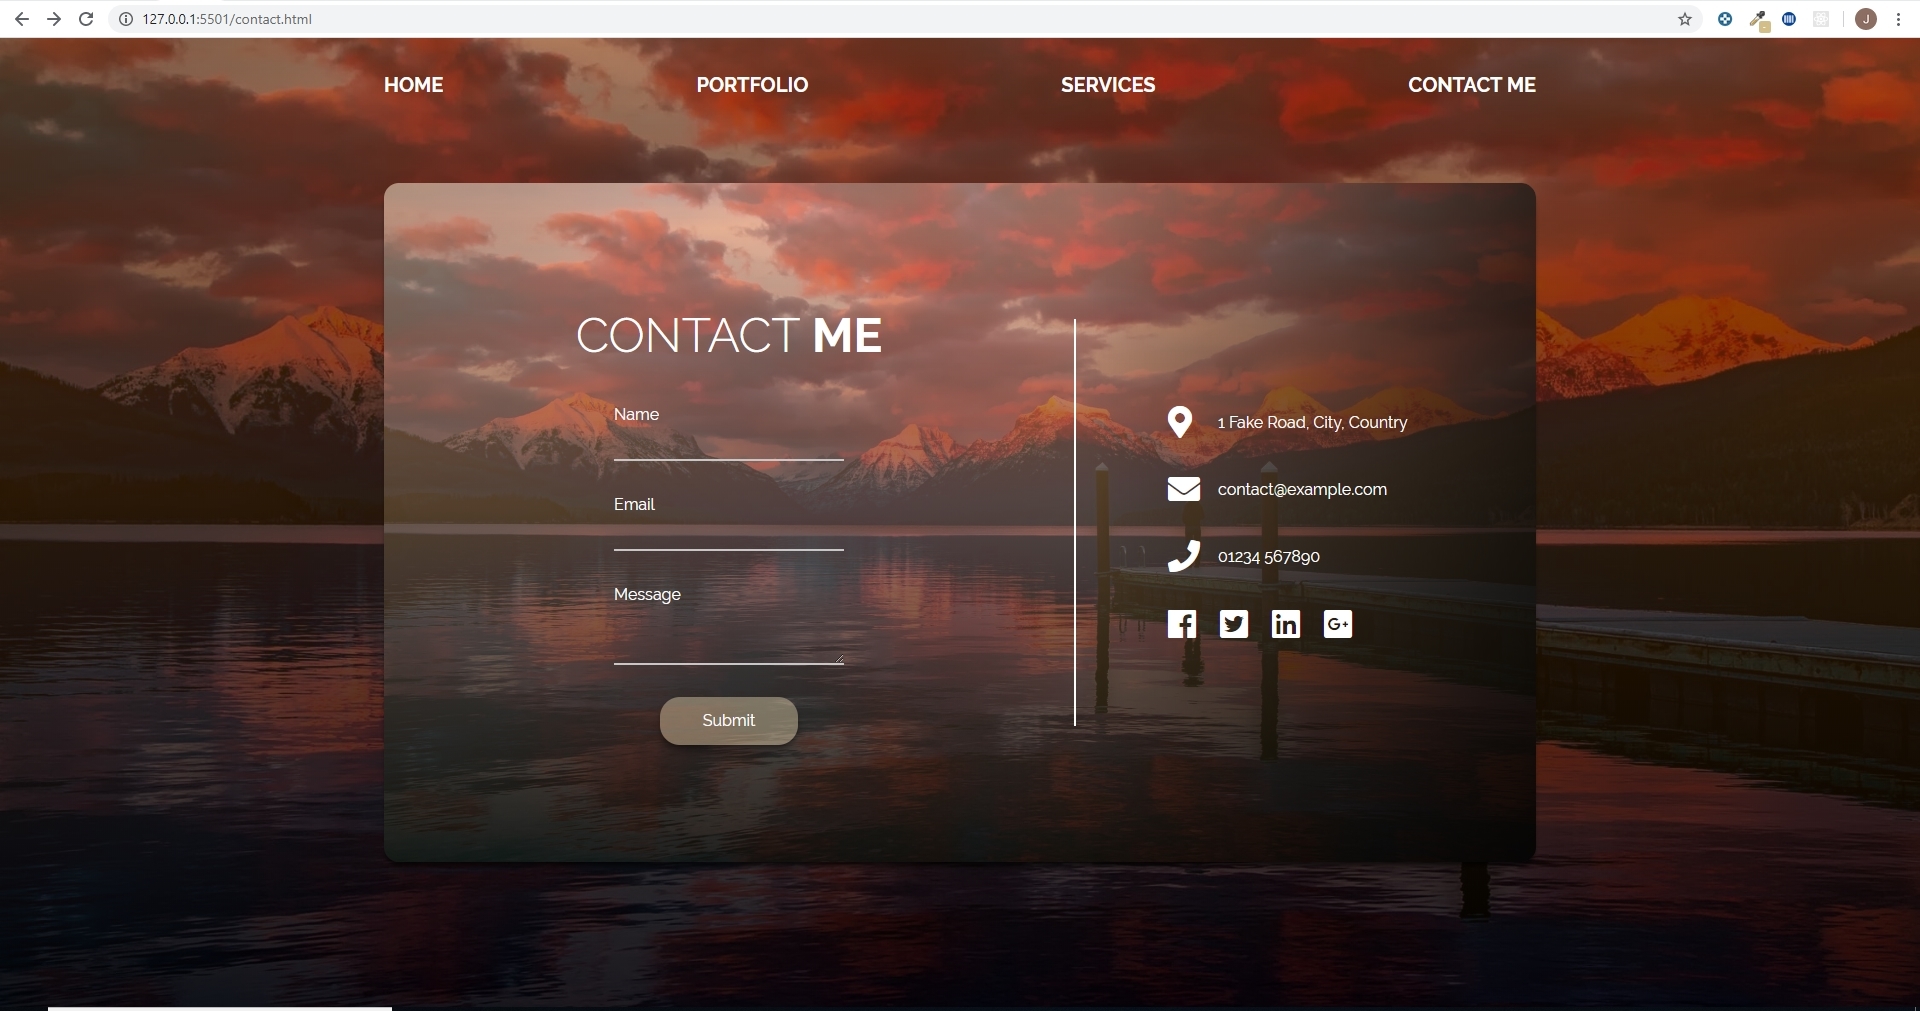 127.0.0.1:5501/contact.html
J
HOME
PORTFOLIO
SERVICES
CONTACT ME
CONTACT ME
Name
Email
Message
Submit
1 Fake Road, City, Country
contact@example.com
01234 567890
f
in
G+